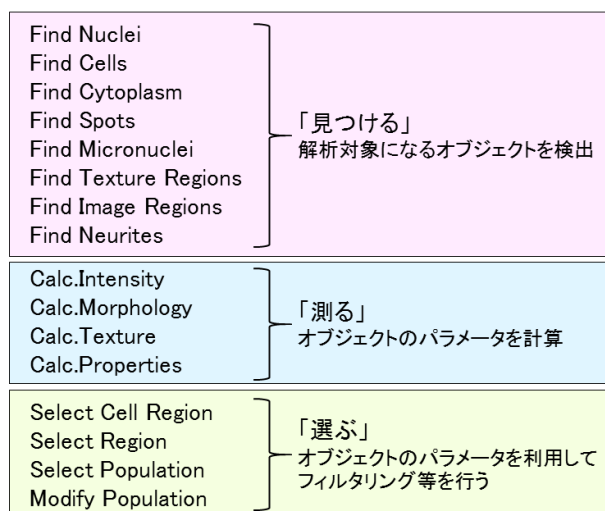 Find Nuclei
Find Cells
Find Cytoplasm
Find Spots
Find Micronuclei
Find Texture Regions
Find Image Regions
Find Neurites
「見つける」
解析対象になるオブジェクトを検出
Calc.Intensity
Calc.Morphology
Calc.Texture
Calc.Properties
「測る」
オブジェクトのパラメータを計算
Select Cell Region
Select Region
Select Population
Modify Population
「選ぶ」
オブジェクトのパラメータを利用して
フィルタリング等を行う